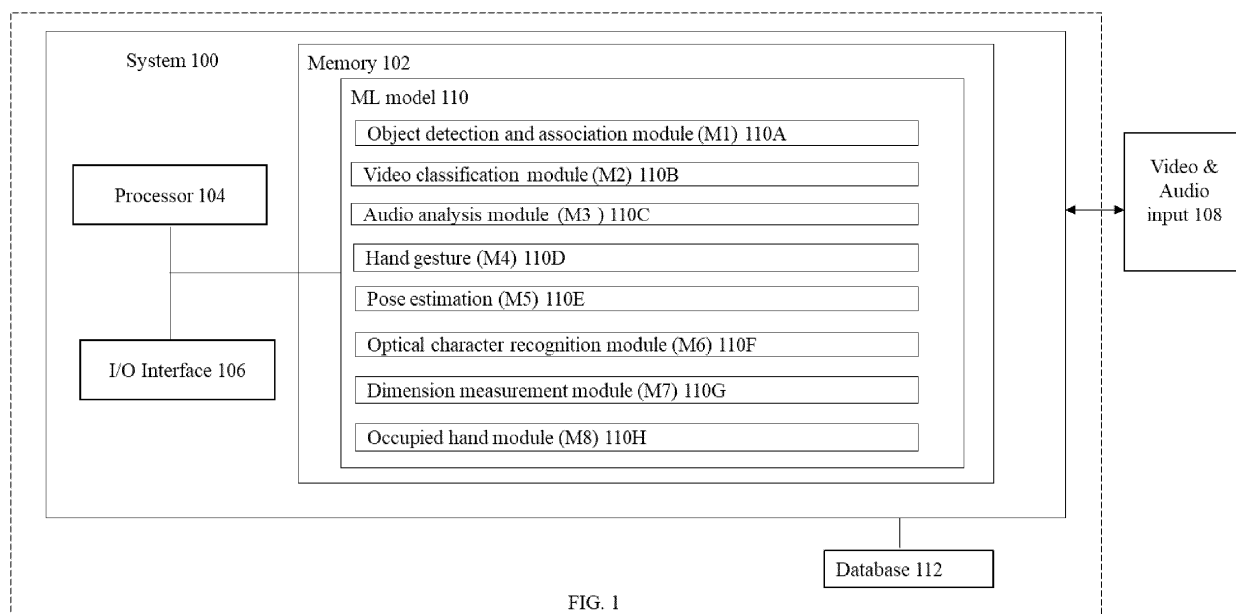 System 100
Memory 102
ML model 110
Object detection and association module (M1) 110A
Video classification module (M2) 110B
Audio analysis module (M3 ) 110C
Hand gesture (M4) 110D
Pose estimation (M5) 110E
Optical character recognition module (M6) 110F
Dimension measurement module (M7) 110G
Occupied hand module (M8) 110H
Processor 104
I/O Interface 106
Video &
Audio
input 108
Database 112
FIG. 1